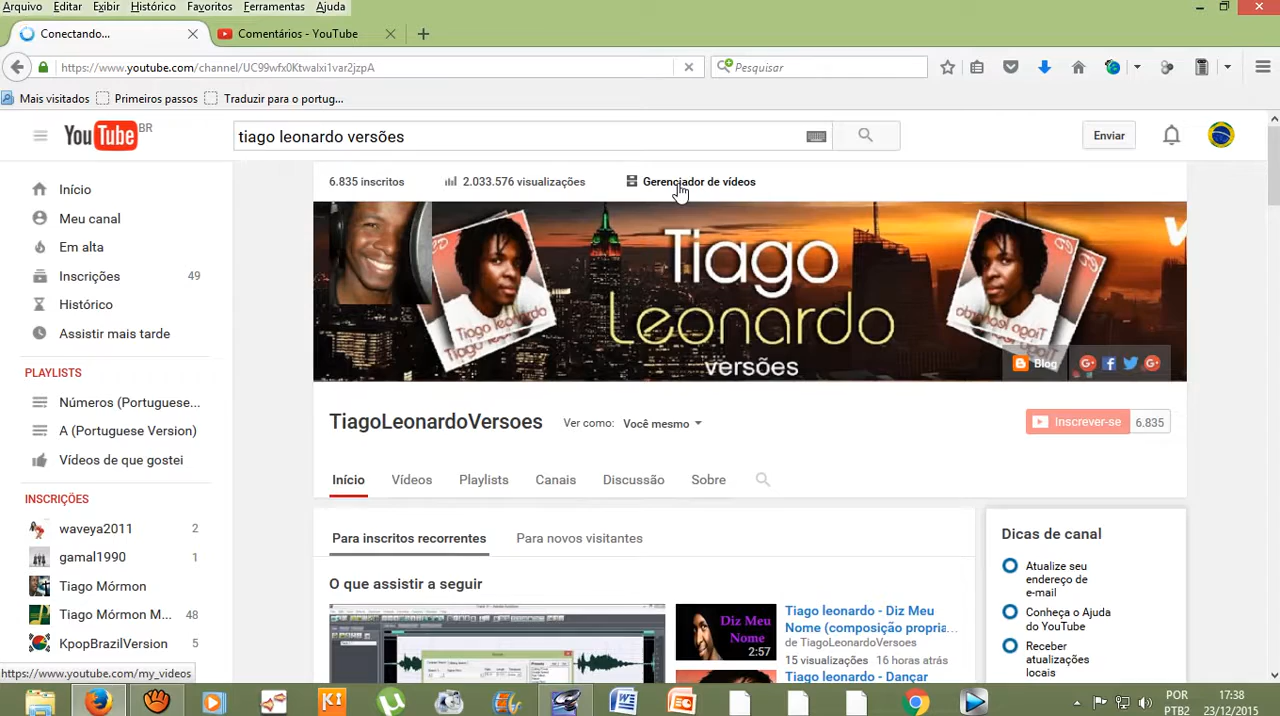 Arquivo Editar Exibir Histórico Favoritos Ferramentas Ajuda
Conectando...
Comentários - YouTube
https://www.youtube.com/channel/UC99wfx0Ktwalxi1var2jzpA
Pesquisar
Mais visitados Primeiros passos Traduzir para o portug...
YouTube BR
tiago leonardo versões
Enviar
6.835 inscritos 2.033.576 visualizações Gerenciador de vídeos
Início
Meu canal
Em alta
Inscrições 49
Histórico
Assistir mais tarde
PLAYLISTS
Números (Portuguese...
A (Portuguese Version)
Vídeos de que gostei
INSCRIÇÕES
waveya2011 2
gamal1990 1
Tiago Mórmon
Tiago Mórmon M... 48
KpopBrazilVersion 5
Tiago
Leonardo
versões
Tiago leonardo
Tiago leonardo
Blog
TiagoLeonardoVersoes
Ver como: Você mesmo
Inscrever-se 6.835
Início Vídeos Playlists Canais Discussão Sobre
Para inscritos recorrentes Para novos visitantes
O que assistir a seguir
Diz Meu
Nome
2:57
Tiago leonardo - Diz Meu
Nome (composição propria...
de TiagoLeonardoVersoes
15 visualizações 16 horas atrás
Tiago leonardo - Dançar
Dicas de canal
Atualize seu
endereço de
e-mail
Conheça o Ajuda
do YouTube
Receber
atualizações
locais
https://www.youtube.com/my_videos
POR
PTB2
17:38
23/12/2015